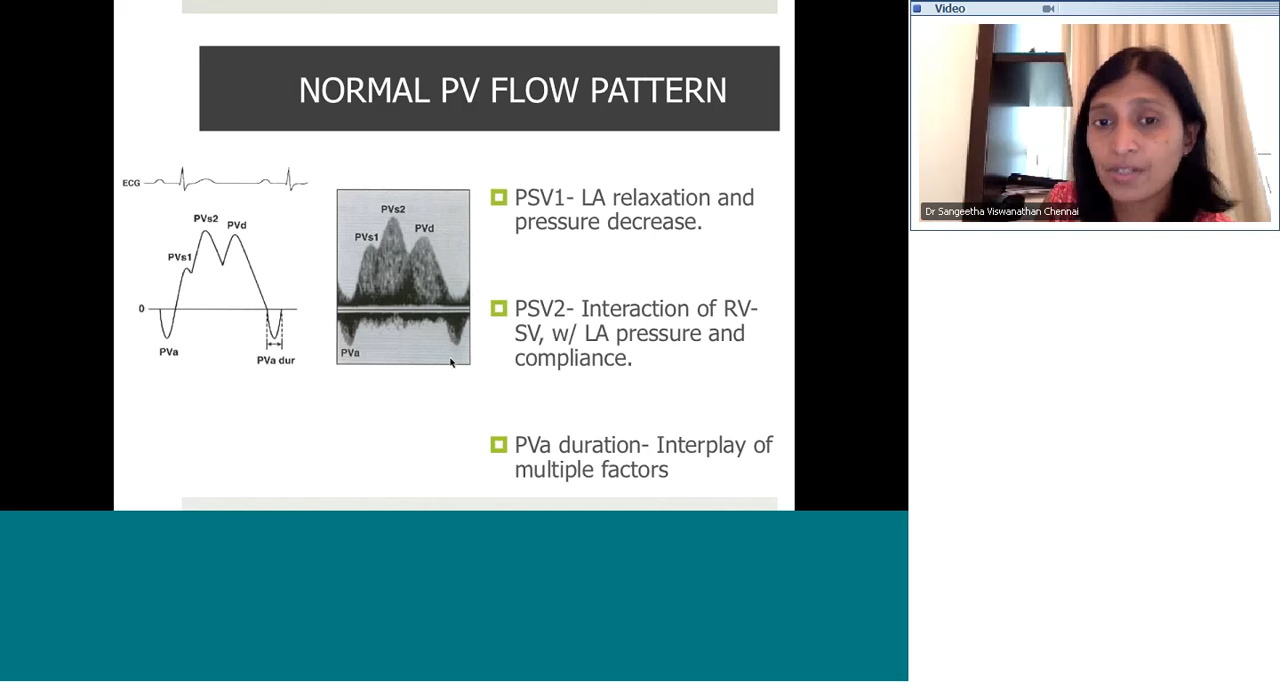 Video
NORMAL PV FLOW PATTERN
ECG
PVs2
PVd
PVs1
0
PVa
PVa dur
PVs2
PVs1
PVd
PVa
PSV1- LA relaxation and
pressure decrease.
PSV2- Interaction of RV-
SV, w/ LA pressure and
compliance.
PVa duration- Interplay of
multiple factors
Dr Sangeetha Viswanathan Chennai